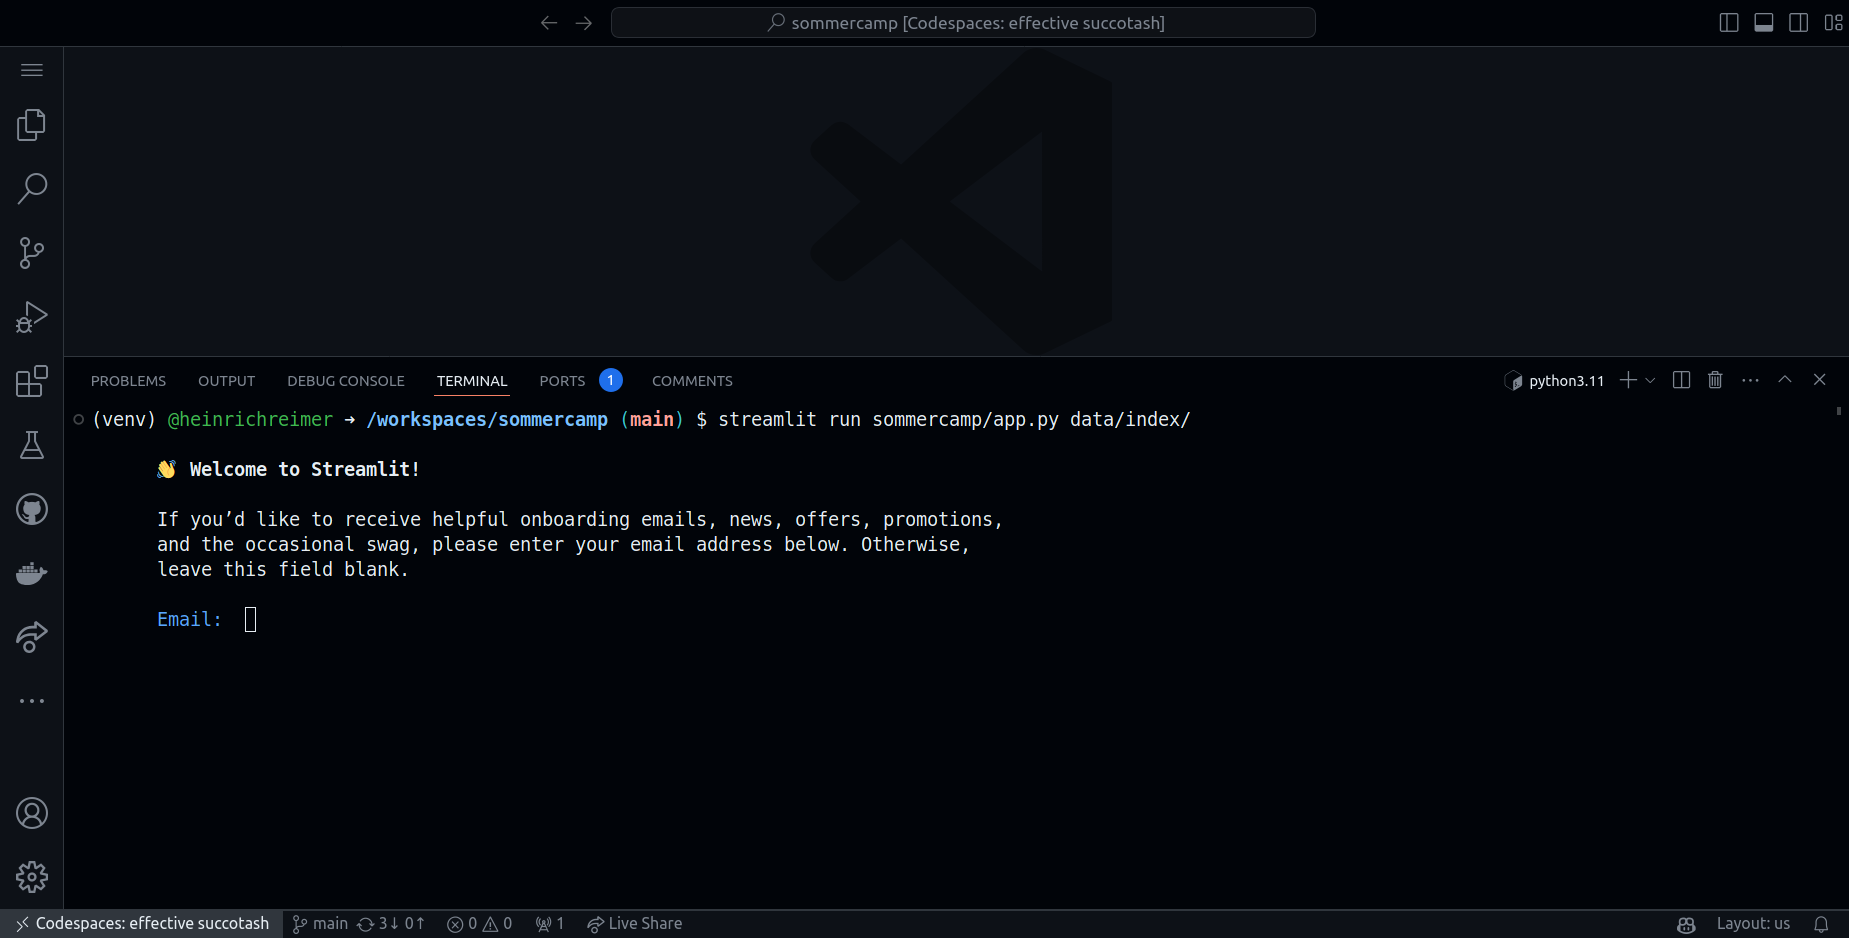 sommercamp [Codespaces: effective succotash]
PROBLEMS OUTPUT DEBUG CONSOLE TERMINAL PORTS 1 COMMENTS python3.11
(venv) @heinrichreimer ➜ /workspaces/sommercamp (main) $ streamlit run sommercamp/app.py data/index/
👋 Welcome to Streamlit!
If you’d like to receive helpful onboarding emails, news, offers, promotions,
and the occasional swag, please enter your email address below. Otherwise,
leave this field blank.
Email:
Codespaces: effective succotash main 3↓ 0↑ 0 0 1 Live Share Layout: us